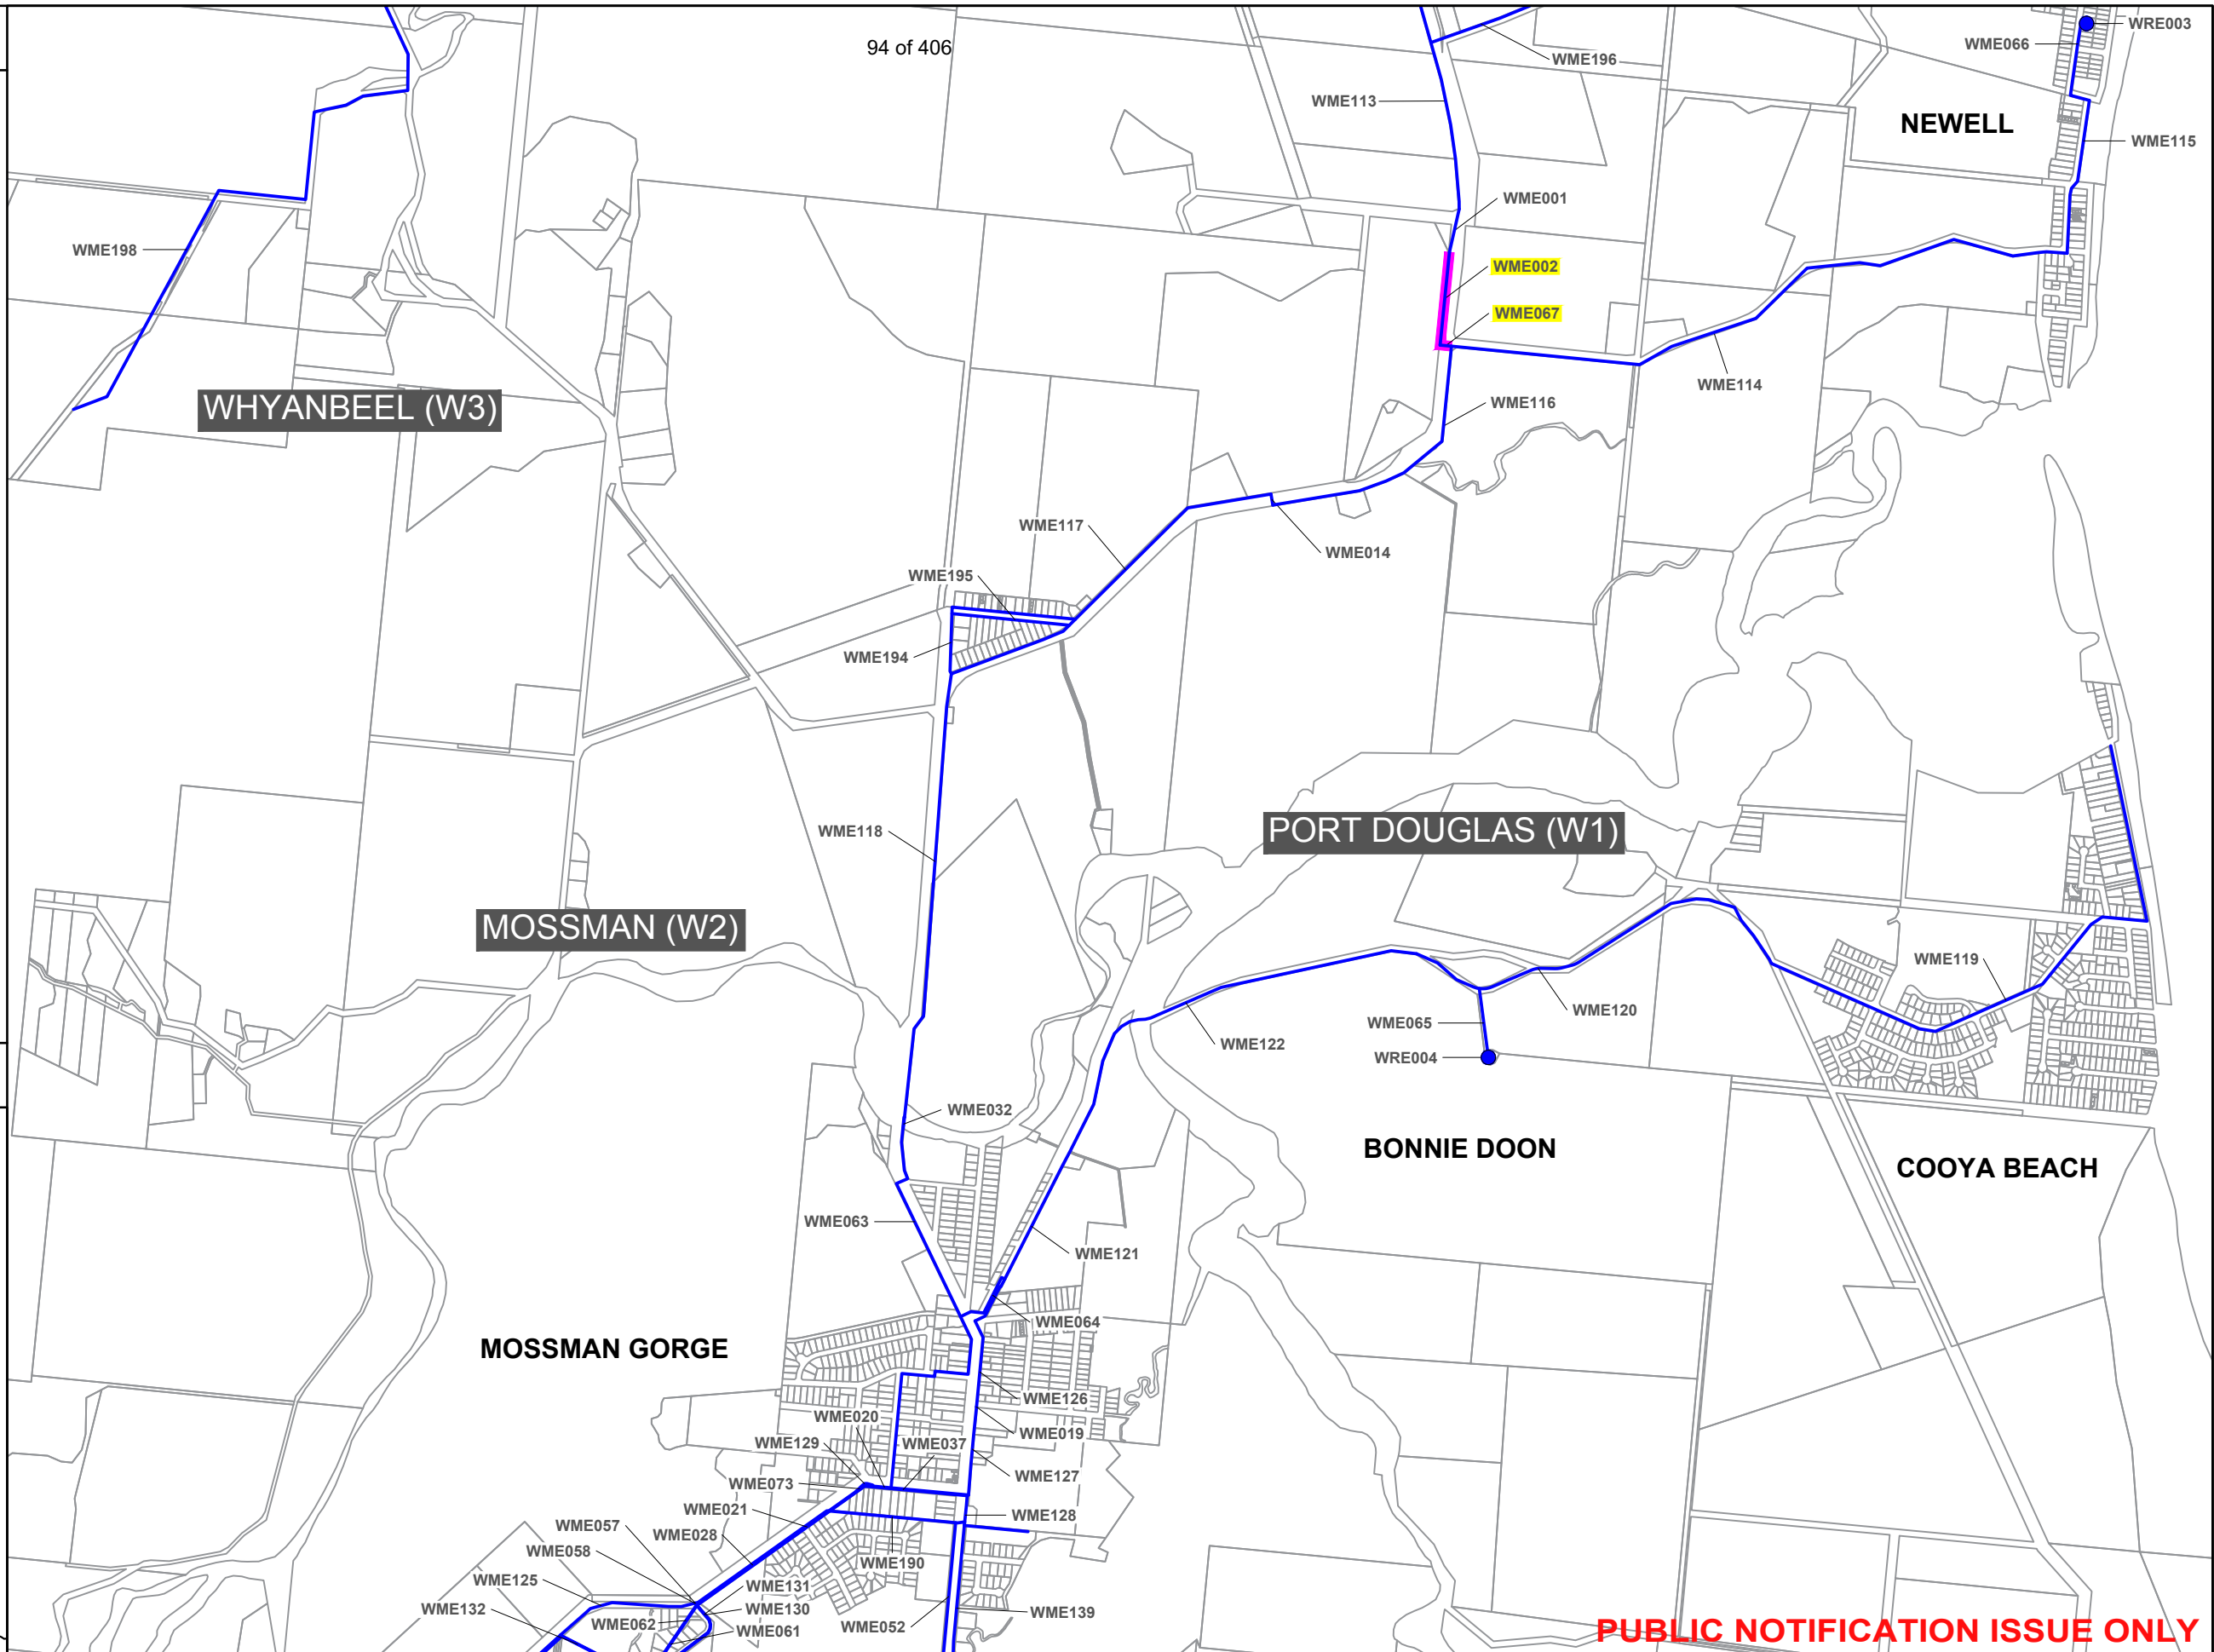 94 of 406
WRE003
WME066
WME196
WME113
NEWELL
WME115
WME001
WME198
WME002
WME067
WME114
WHYANBEEL (W3)
WME116
WME117
WME014
WME195
WME194
WME118
PORT DOUGLAS (W1)
MOSSMAN (W2)
WME119
WME120
WME065
WME122
WRE004
WME032
BONNIE DOON
COOYA BEACH
WME063
WME121
WME064
MOSSMAN GORGE
WME126
WME020
WME019
WME129
WME037
WME127
WME073
WME021
WME128
WME057
WME028
WME058
WME190
WME125
WME131
WME132
WME130
WME139
WME062
WME052
WME061
PUBLIC NOTIFICATION ISSUE ONLY